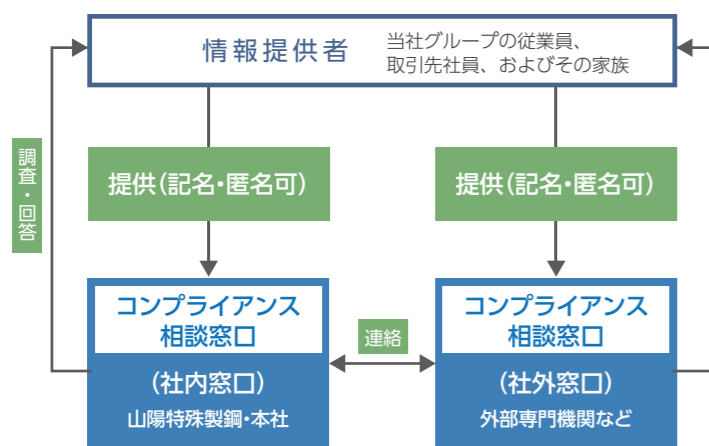 情報提供者
当社グループの従業員、
取引先社員、およびその家族
調査・回答
提供(記名・匿名可)
提供(記名・匿名可)
コンプライアンス
相談窓口
(社内窓口)
山陽特殊製鋼・本社
連絡
コンプライアンス
相談窓口
(社外窓口)
外部専門機関など